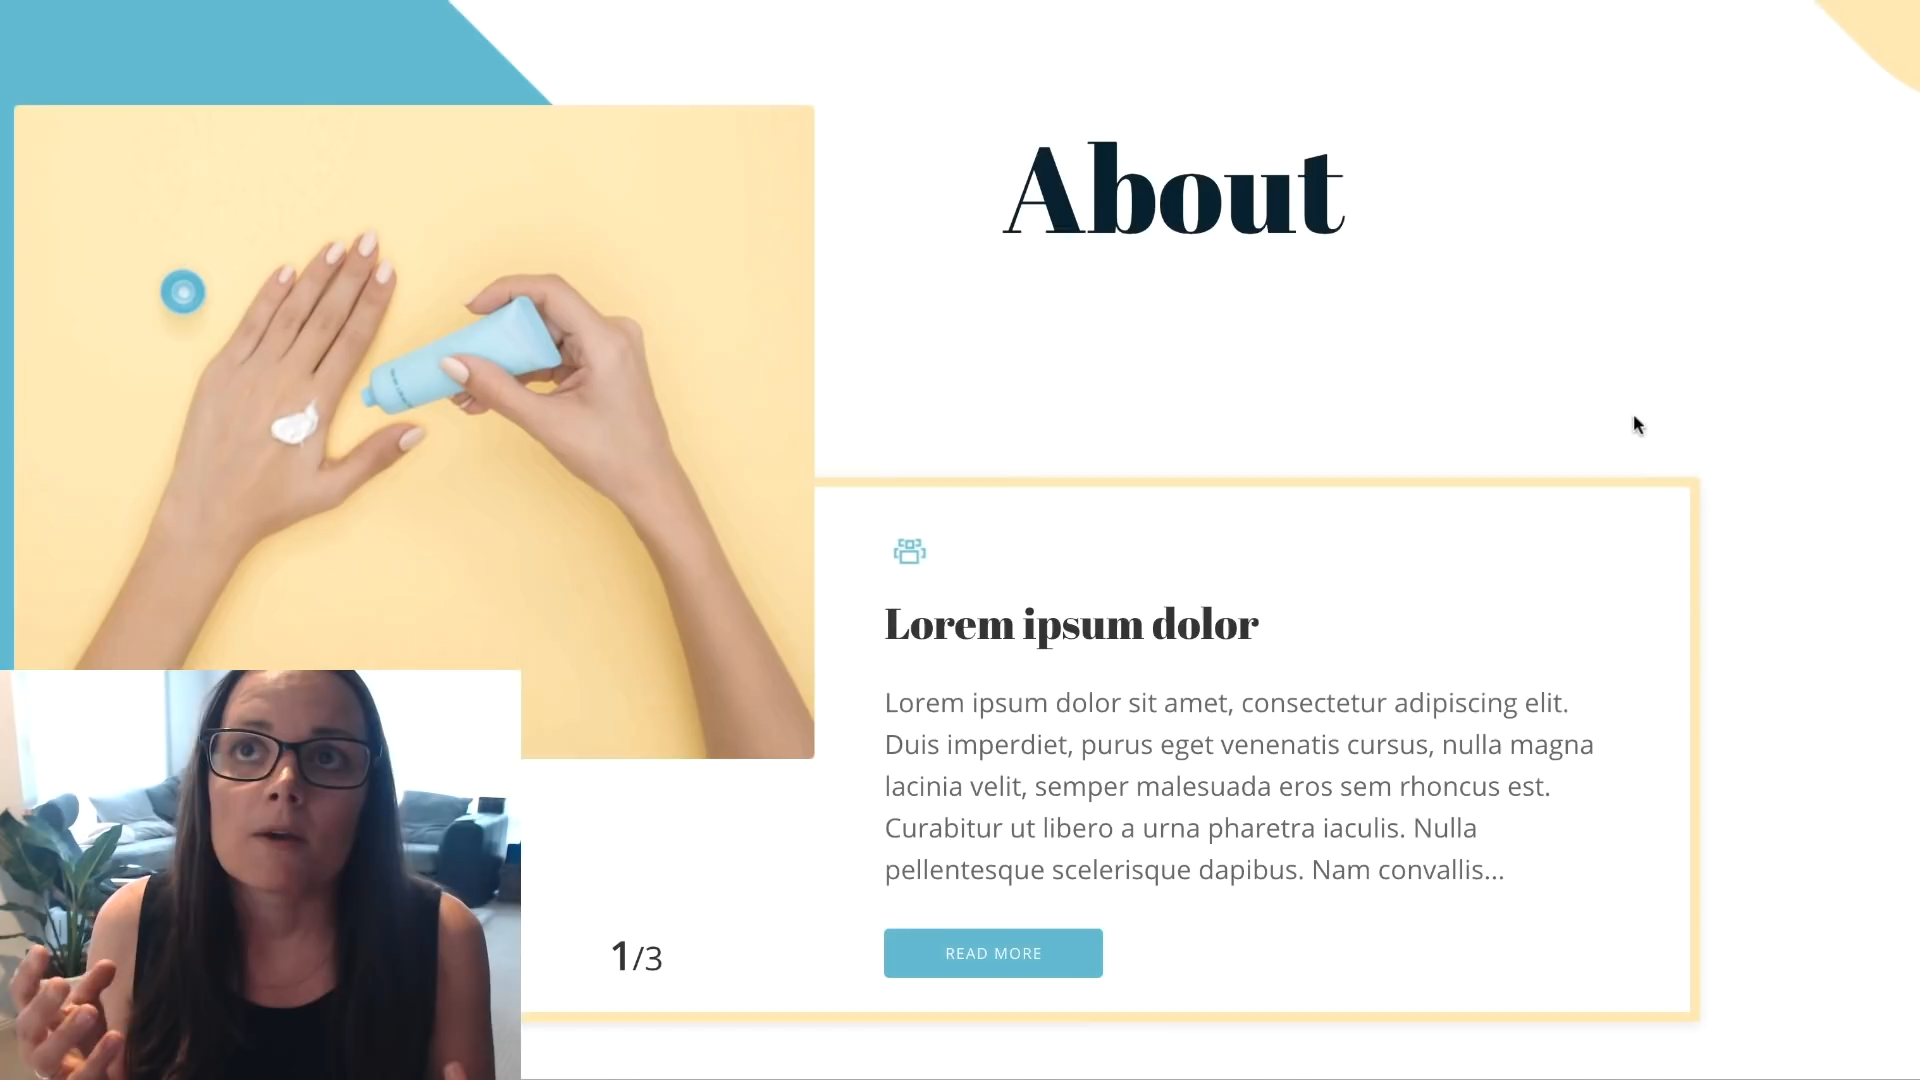 About
Lorem ipsum dolor
Lorem ipsum dolor sit amet, consectetur adipiscing elit.
Duis imperdiet, purus eget venenatis cursus, nulla magna
lacinia velit, semper malesuada eros sem rhoncus est.
Curabitur ut libero a urna pharetra iaculis. Nulla
pellentesque scelerisque dapibus. Nam convallis...
1/3
READ MORE